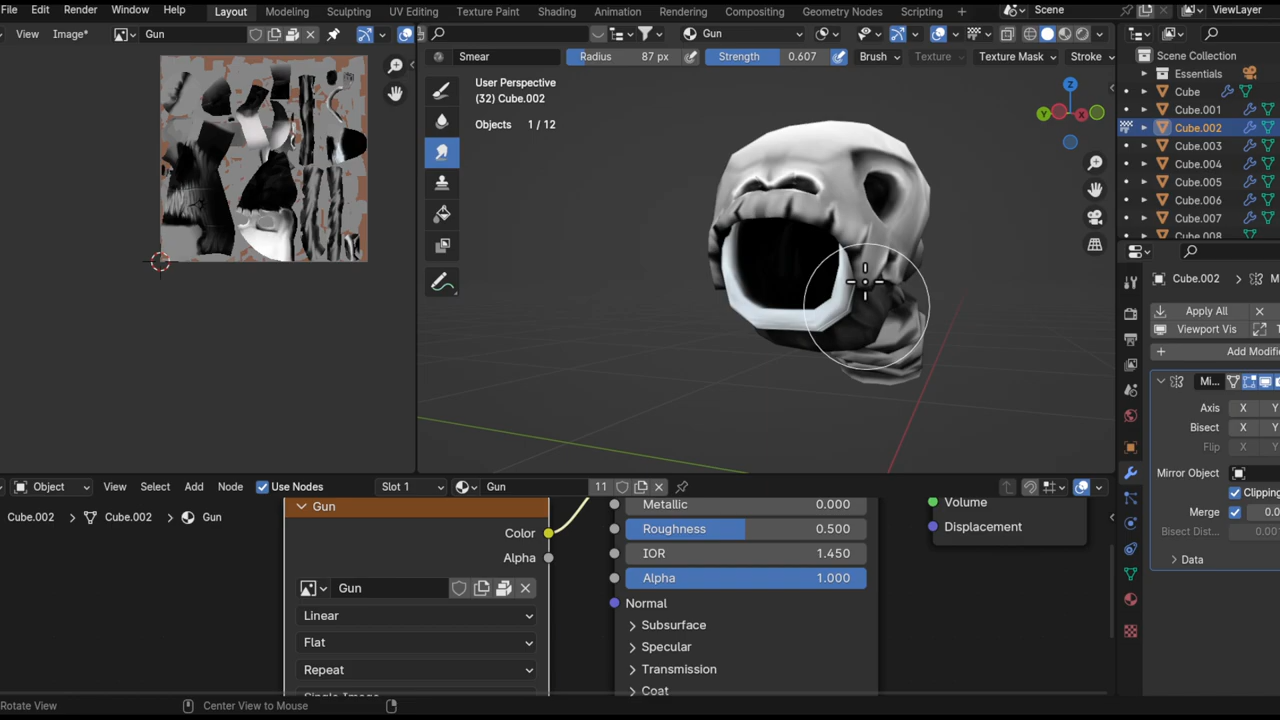 File Edit Render Window Help Layout Modeling Sculpting UV Editing Texture Paint Shading Animation Rendering Compositing Geometry Nodes Scripting + Scene ViewLayer
View Image* Gun Gun
Smear Radius 87 px Strength 0.607 Brush Texture Texture Mask Stroke
User Perspective
(32) Cube.002
Objects 1 / 12
Z
Y
X
Scene Collection
Essentials
Cube
Cube.001
Cube.002
Cube.003
Cube.004
Cube.005
Cube.006
Cube.007
Cube.008
Cube.002
Apply All
Viewport Vis
Add Modifi
Mi...
Axis X Y
Bisect X Y
Flip X Y
Mirror Object
Clipping
Merge 0.0
Bisect Dist... 0.001
Data
Object View Select Add Node Use Nodes Slot 1 Gun 11
Cube.002 Cube.002 Gun
Gun
Color
Alpha
Gun
Linear
Flat
Repeat
Single Image
Metallic 0.000
Roughness 0.500
IOR 1.450
Alpha 1.000
Normal
Subsurface
Specular
Transmission
Coat
Volume
Displacement
Rotate View Center View to Mouse